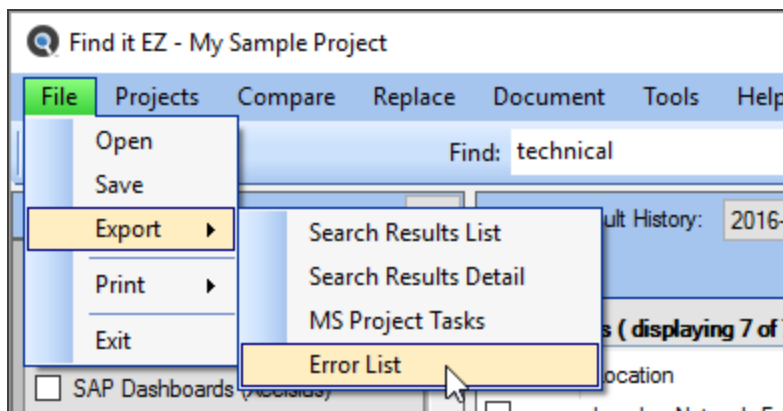 Find it EZ - My Sample Project
File Projects Compare Replace Document Tools Help
Open
Find: technical
Save
Export
Search Results List
ult History: 2016-
Search Results Detail
Print
MS Project Tasks
s ( displaying 7 of
Exit
Error List
ocation
SAP Dashboards (Xcelsius)